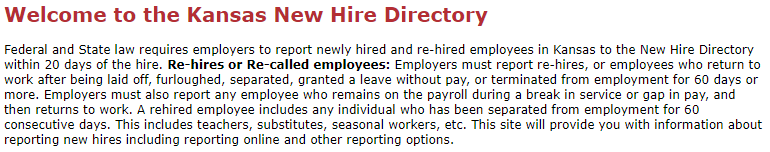 Welcome to the Kansas New Hire Directory
Federal and State law requires employers to report newly hired and re-hired employees in Kansas to the New Hire Directory
within 20 days of the hire. Re-hires or Re-called employees: Employers must report re-hires, or employees who return to
work after being laid off, furloughed, separated, granted a leave without pay, or terminated from employment for 60 days or
more. Employers must also report any employee who remains on the payroll during a break in service or gap in pay, and
then returns to work. A rehired employee includes any individual who has been separated from employment for 60
consecutive days. This includes teachers, substitutes, seasonal workers, etc. This site will provide you with information about
reporting new hires including reporting online and other reporting options.